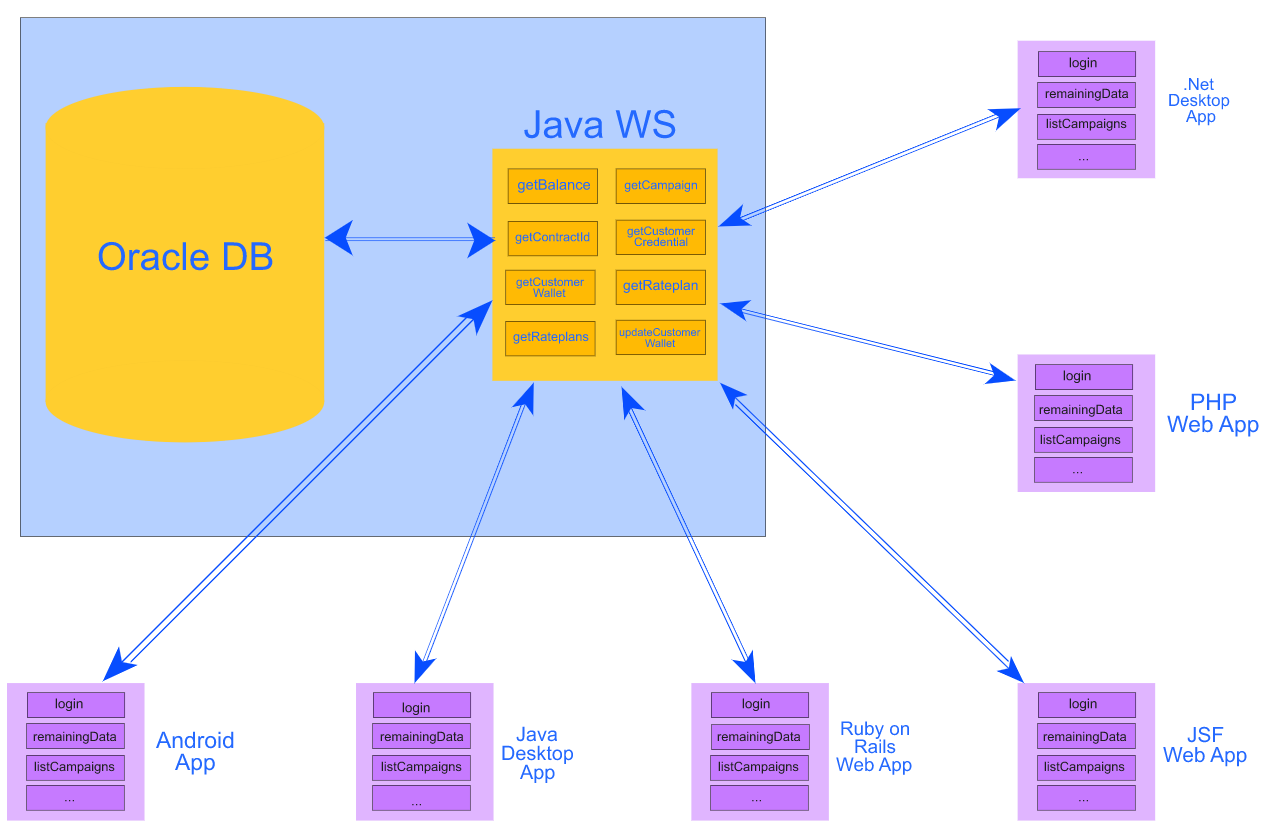 Oracle DB
Java WS
getBalance
getCampaign
getContractId
getCustomer
Credential
getCustomer
Wallet
getRateplan
getRateplans
updateCustomer
Wallet
login
remainingData
listCampaigns
...
.Net
Desktop
App
login
remainingData
listCampaigns
...
PHP
Web App
login
remainingData
listCampaigns
...
Android
App
login
remainingData
listCampaigns
...
Java
Desktop
App
login
remainingData
listCampaigns
...
Ruby on
Rails
Web App
login
remainingData
listCampaigns
...
JSF
Web App